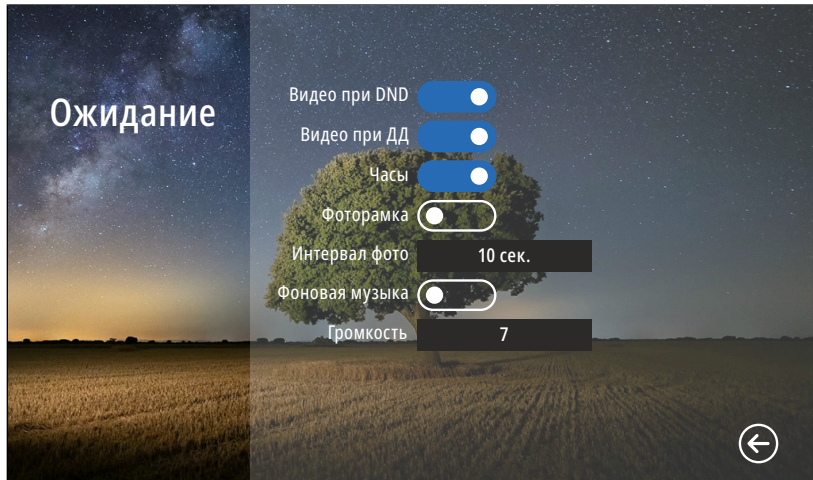 Ожидание
Видео при DND
Видео при ДД
Часы
Фоторамка
Интервал фото 10 сек.
Фоновая музыка
Громкость 7